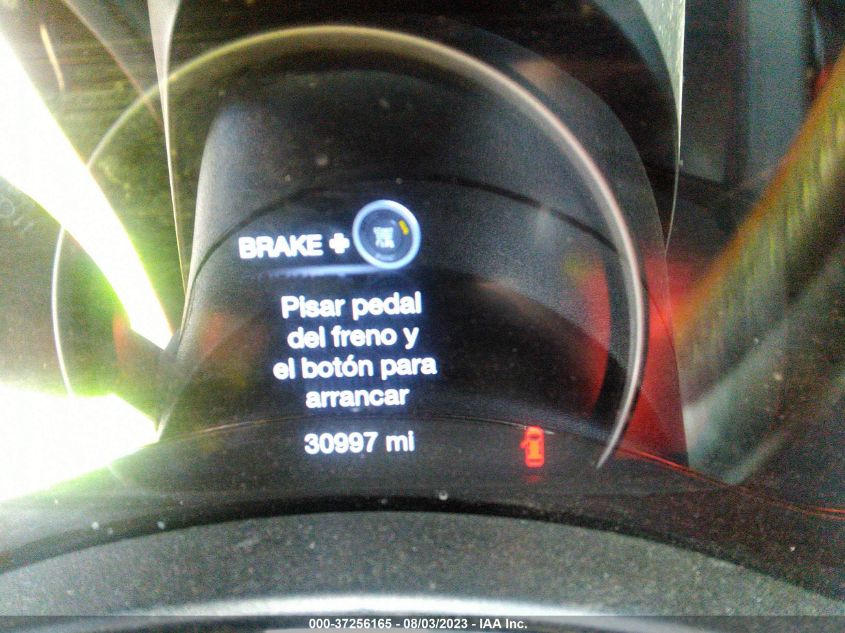 BRAKE +
Pisar pedal
del freno y
el botón para
arrancar
30997 mi
000-37256165 - 08/03/2023 - IAA Inc.